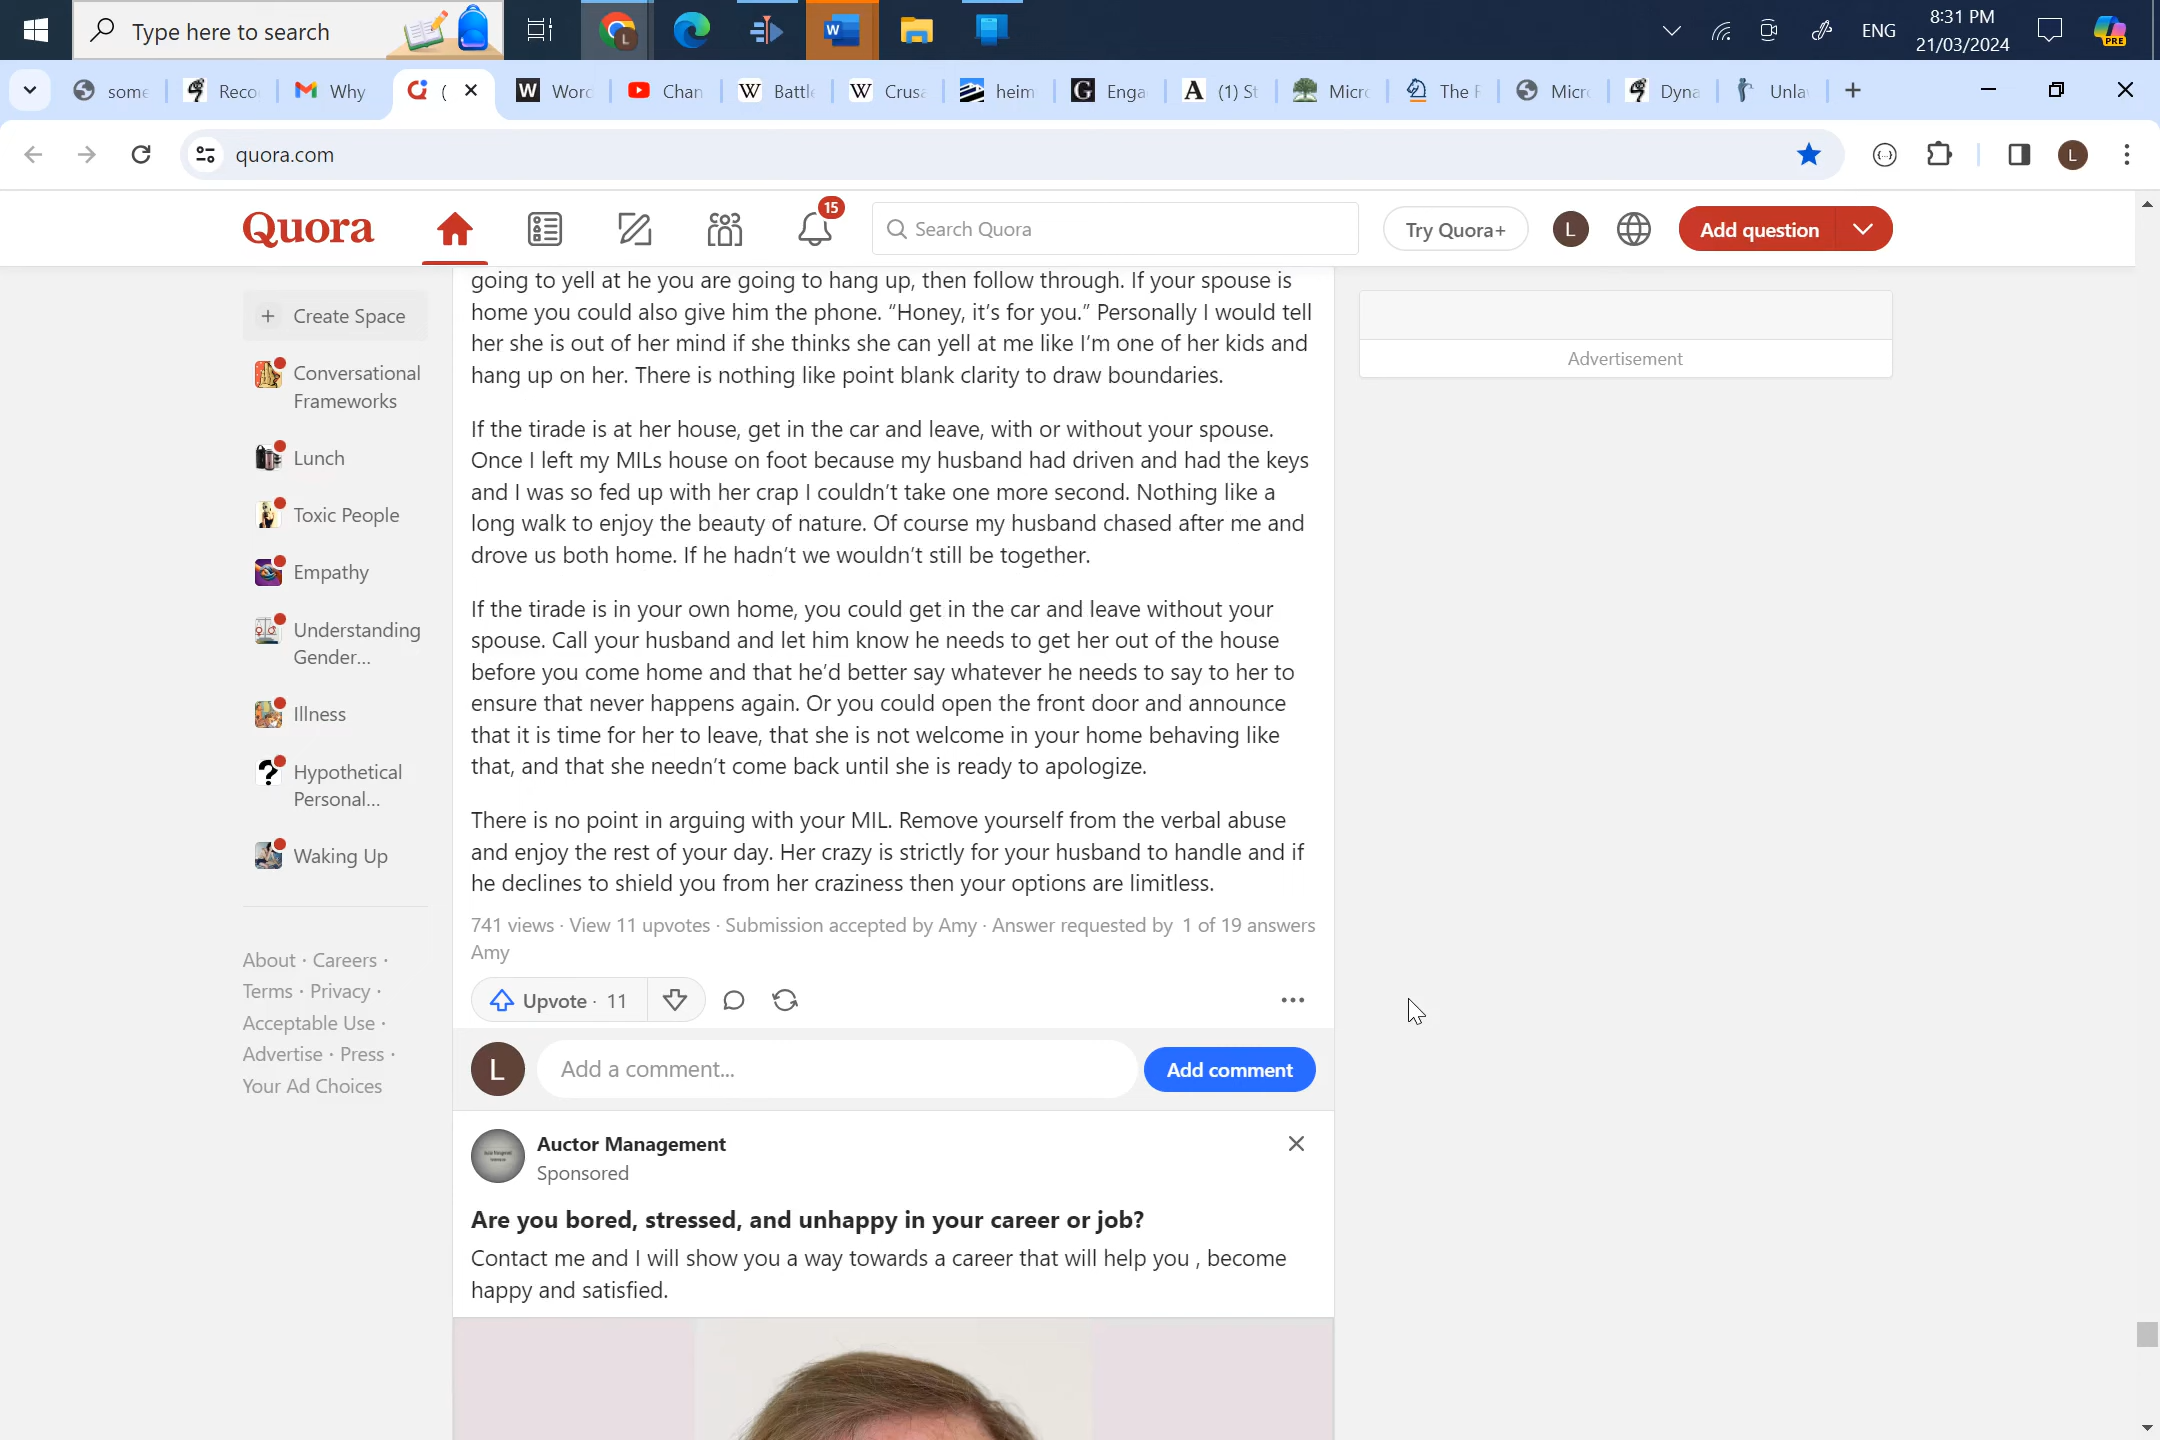 Type here to search
ENG
8:31 PM
21/03/2024
PRE
some
Reco
Why
(
Word
Chan
Battle
Crusa
heim
Enga
(1) St
Micro
The F
Micro
Dyna
Unla
quora.com
L
Quora
15
Search Quora
Try Quora+
L
Add question
Create Space
Conversational
Frameworks
Lunch
Toxic People
Empathy
Understanding
Gender...
Illness
Hypothetical
Personal...
Waking Up
About · Careers ·
Terms · Privacy ·
Acceptable Use ·
Advertise · Press ·
Your Ad Choices
going to yell at he you are going to hang up, then follow through. If your spouse is
home you could also give him the phone. “Honey, it’s for you.” Personally I would tell
her she is out of her mind if she thinks she can yell at me like I’m one of her kids and
hang up on her. There is nothing like point blank clarity to draw boundaries.
If the tirade is at her house, get in the car and leave, with or without your spouse.
Once I left my MILs house on foot because my husband had driven and had the keys
and I was so fed up with her crap I couldn’t take one more second. Nothing like a
long walk to enjoy the beauty of nature. Of course my husband chased after me and
drove us both home. If he hadn’t we wouldn’t still be together.
If the tirade is in your own home, you could get in the car and leave without your
spouse. Call your husband and let him know he needs to get her out of the house
before you come home and that he’d better say whatever he needs to say to her to
ensure that never happens again. Or you could open the front door and announce
that it is time for her to leave, that she is not welcome in your home behaving like
that, and that she needn’t come back until she is ready to apologize.
There is no point in arguing with your MIL. Remove yourself from the verbal abuse
and enjoy the rest of your day. Her crazy is strictly for your husband to handle and if
he declines to shield you from her craziness then your options are limitless.
741 views · View 11 upvotes · Submission accepted by Amy · Answer requested by 1 of 19 answers
Amy
Upvote · 11
L
Add a comment...
Add comment
Auctor Management
Sponsored
Are you bored, stressed, and unhappy in your career or job?
Contact me and I will show you a way towards a career that will help you , become
happy and satisfied.
Advertisement